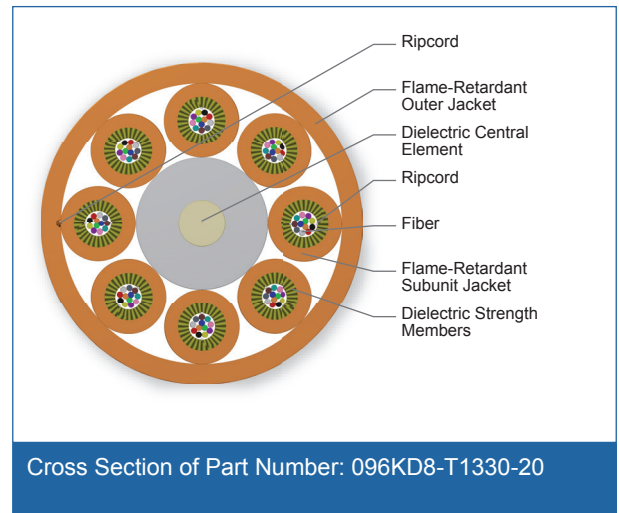 Ripcord
Flame-Retardant
Outer Jacket
Dielectric Central
Element
Ripcord
Fiber
Flame-Retardant
Subunit Jacket
Dielectric Strength
Members
Cross Section of Part Number: 096KD8-T1330-20